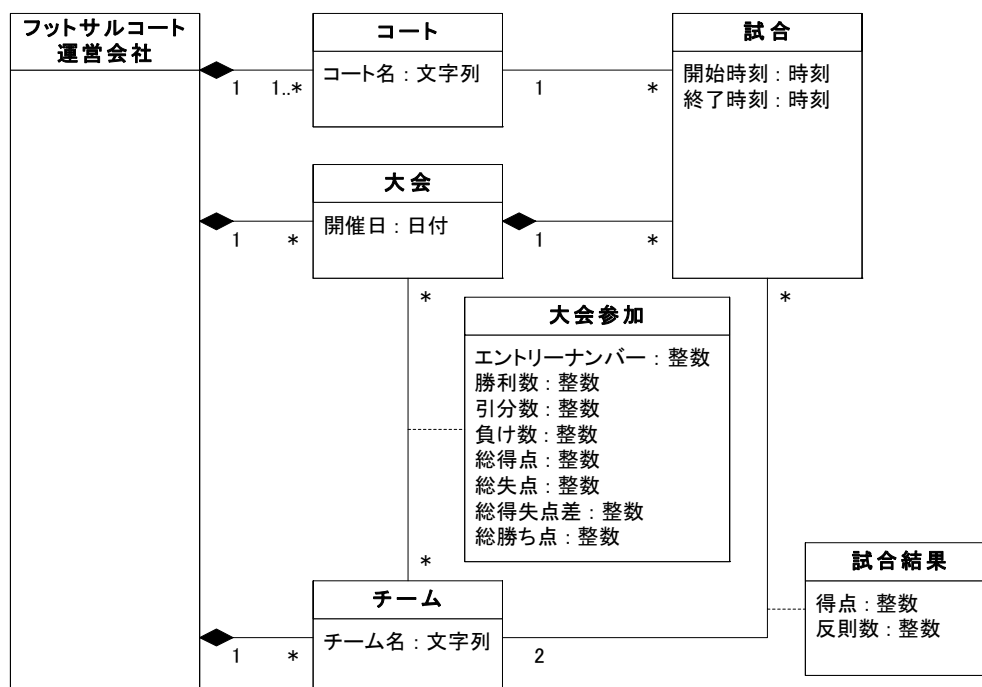 フットサルコート
運営会社
コート
コート名：文字列
試合
開始時刻：時刻
終了時刻：時刻
1
1..*
1
*
大会
開催日：日付
1
*
1
*
*
*
大会参加
エントリーナンバー：整数
勝利数：整数
引分数：整数
負け数：整数
総得点：整数
総失点：整数
総得失点差：整数
総勝ち点：整数
*
チーム
チーム名：文字列
1
*
2
試合結果
得点：整数
反則数：整数